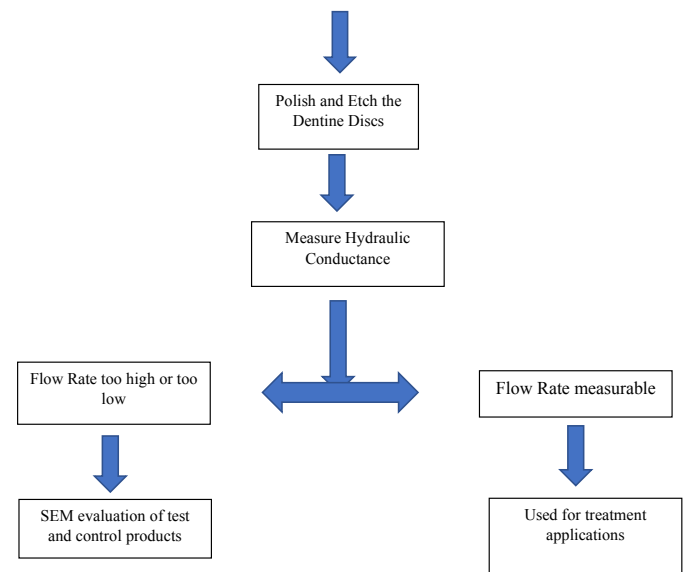 Polish and Etch the
Dentine Discs
Measure Hydraulic
Conductance
Flow Rate too high or too
low
Flow Rate measurable
SEM evaluation of test
and control products
Used for treatment
applications